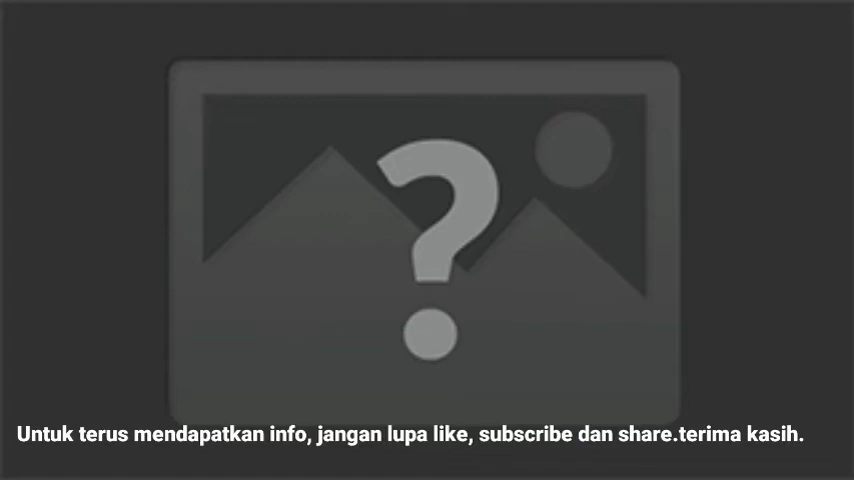 Untuk terus mendapatkan info, jangan lupa like, subscribe dan share.terima kasih.